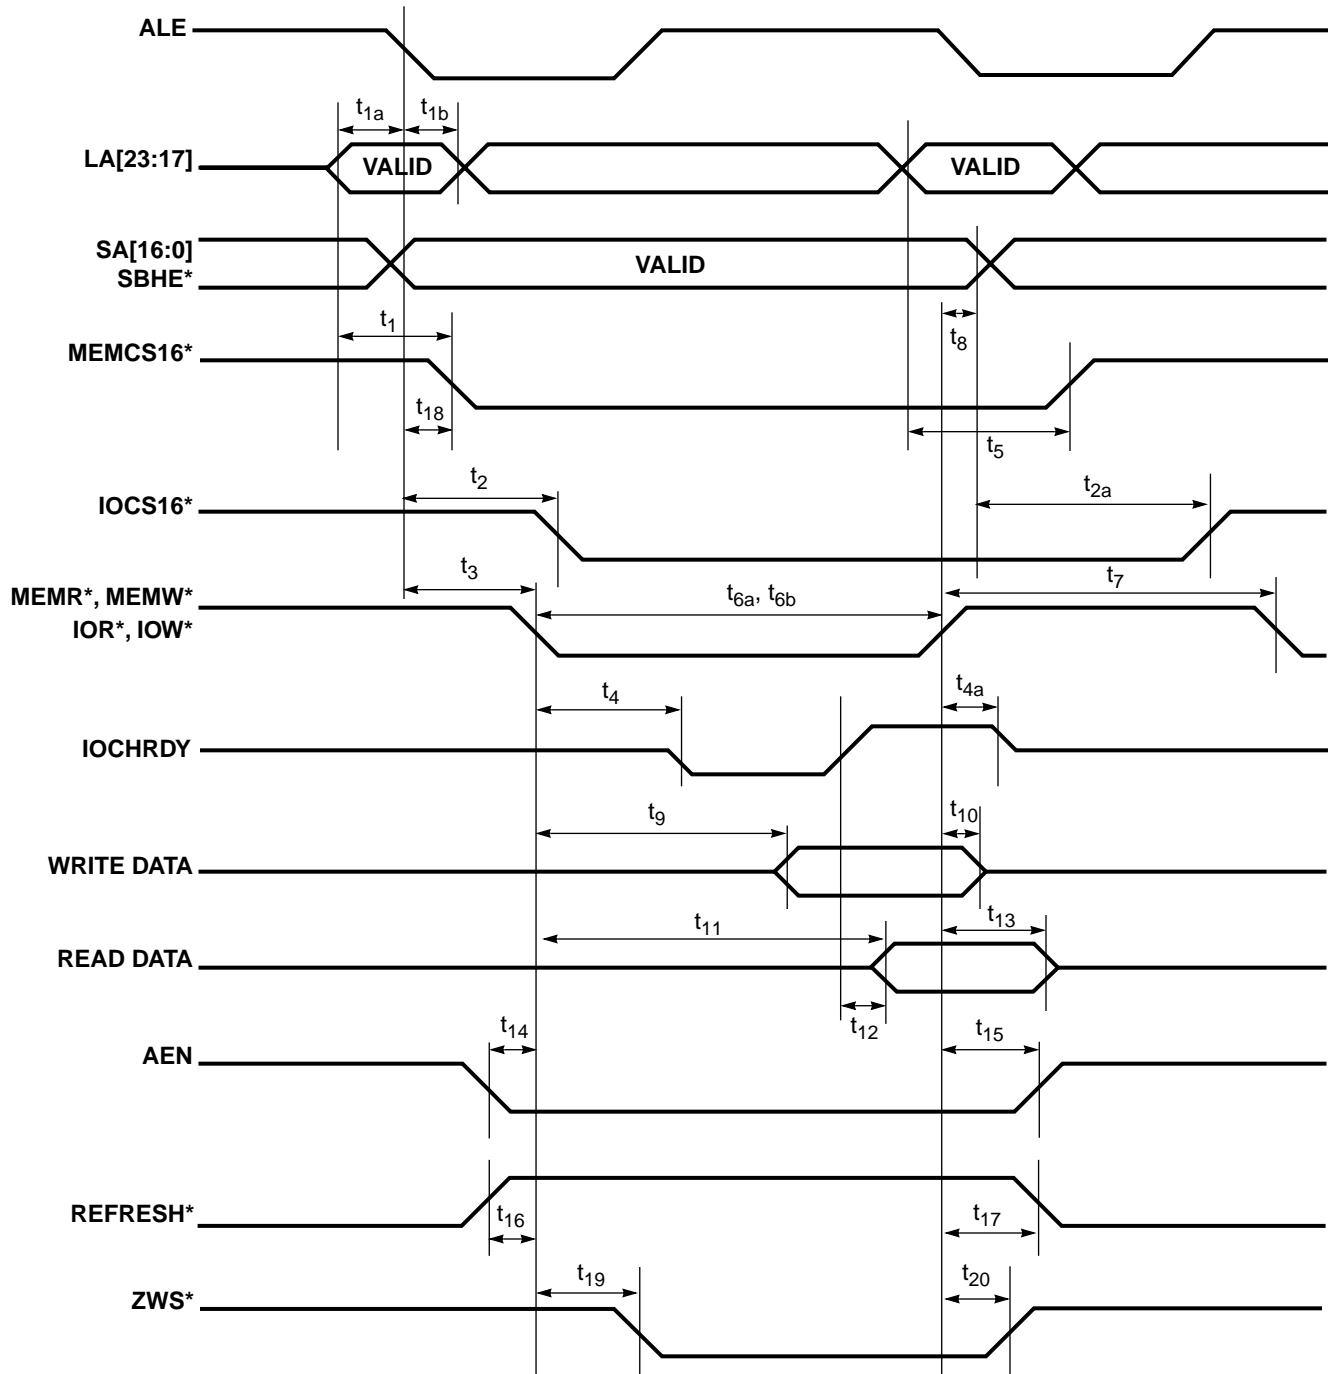 ALE
t1a
t1b
LA[23:17]
VALID
VALID
SA[16:0]
SBHE*
VALID
t1
t8
MEMCS16*
t18
t5
t2
t2a
IOCS16*
t3
t6a, t6b
t7
MEMR*, MEMW*
IOR*, IOW*
t4
t4a
IOCHRDY
t9
t10
WRITE DATA
t11
t13
READ DATA
t12
t14
t15
AEN
REFRESH*
t16
t17
t19
t20
ZWS*